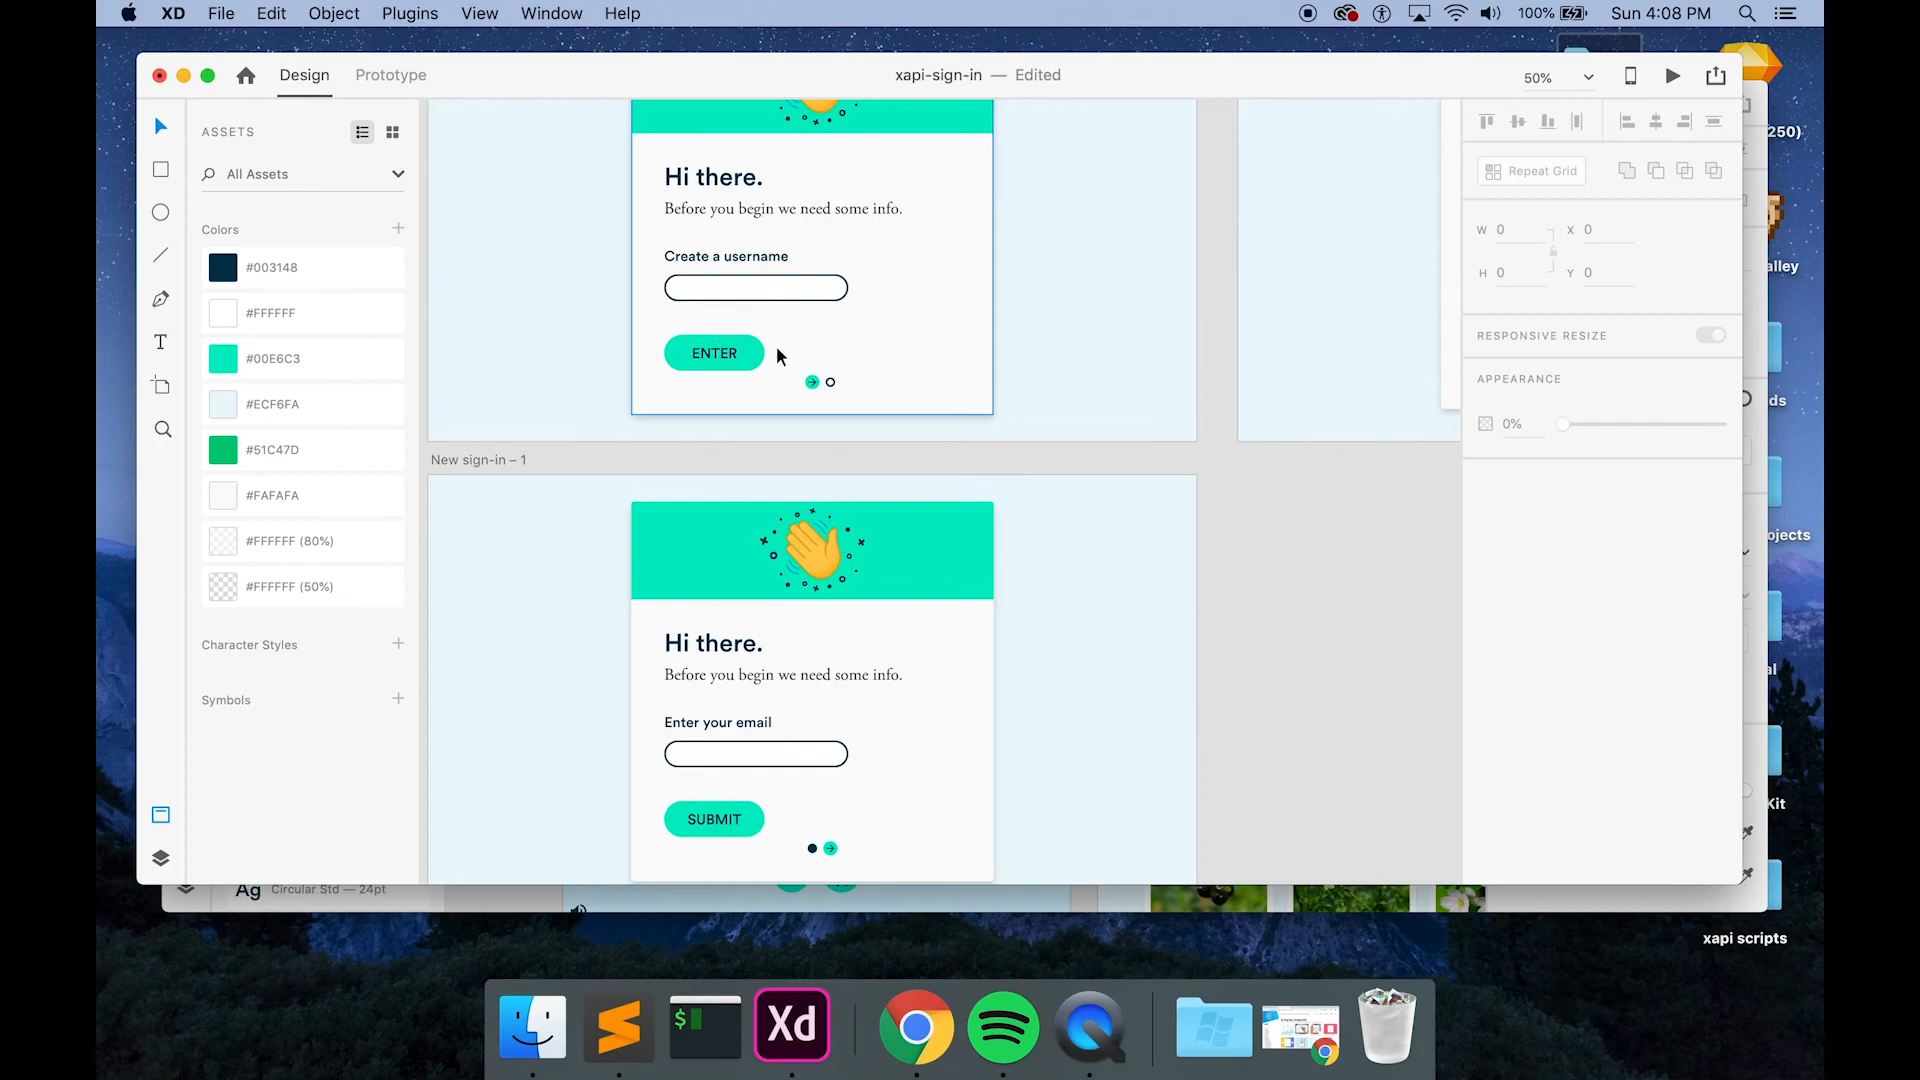 XD File Edit Object Plugins View Window Help
100% Sun 4:08 PM
Design Prototype
xapi-sign-in — Edited
50%
ASSETS
All Assets
Colors
#003148
#FFFFFF
#00E6C3
#ECF6FA
#51C47D
#FAFAFA
#FFFFFF (80%)
#FFFFFF (50%)
Character Styles
Symbols
Hi there.
Before you begin we need some info.
Create a username
ENTER
New sign-in – 1
Hi there.
Before you begin we need some info.
Enter your email
SUBMIT
Repeat Grid
W 0 X 0
H 0 Y 0
RESPONSIVE RESIZE
APPEARANCE
0%
250)
alley
ds
ojects
al
Kit
xapi scripts
Ag Circular Std — 24pt
$
Xd